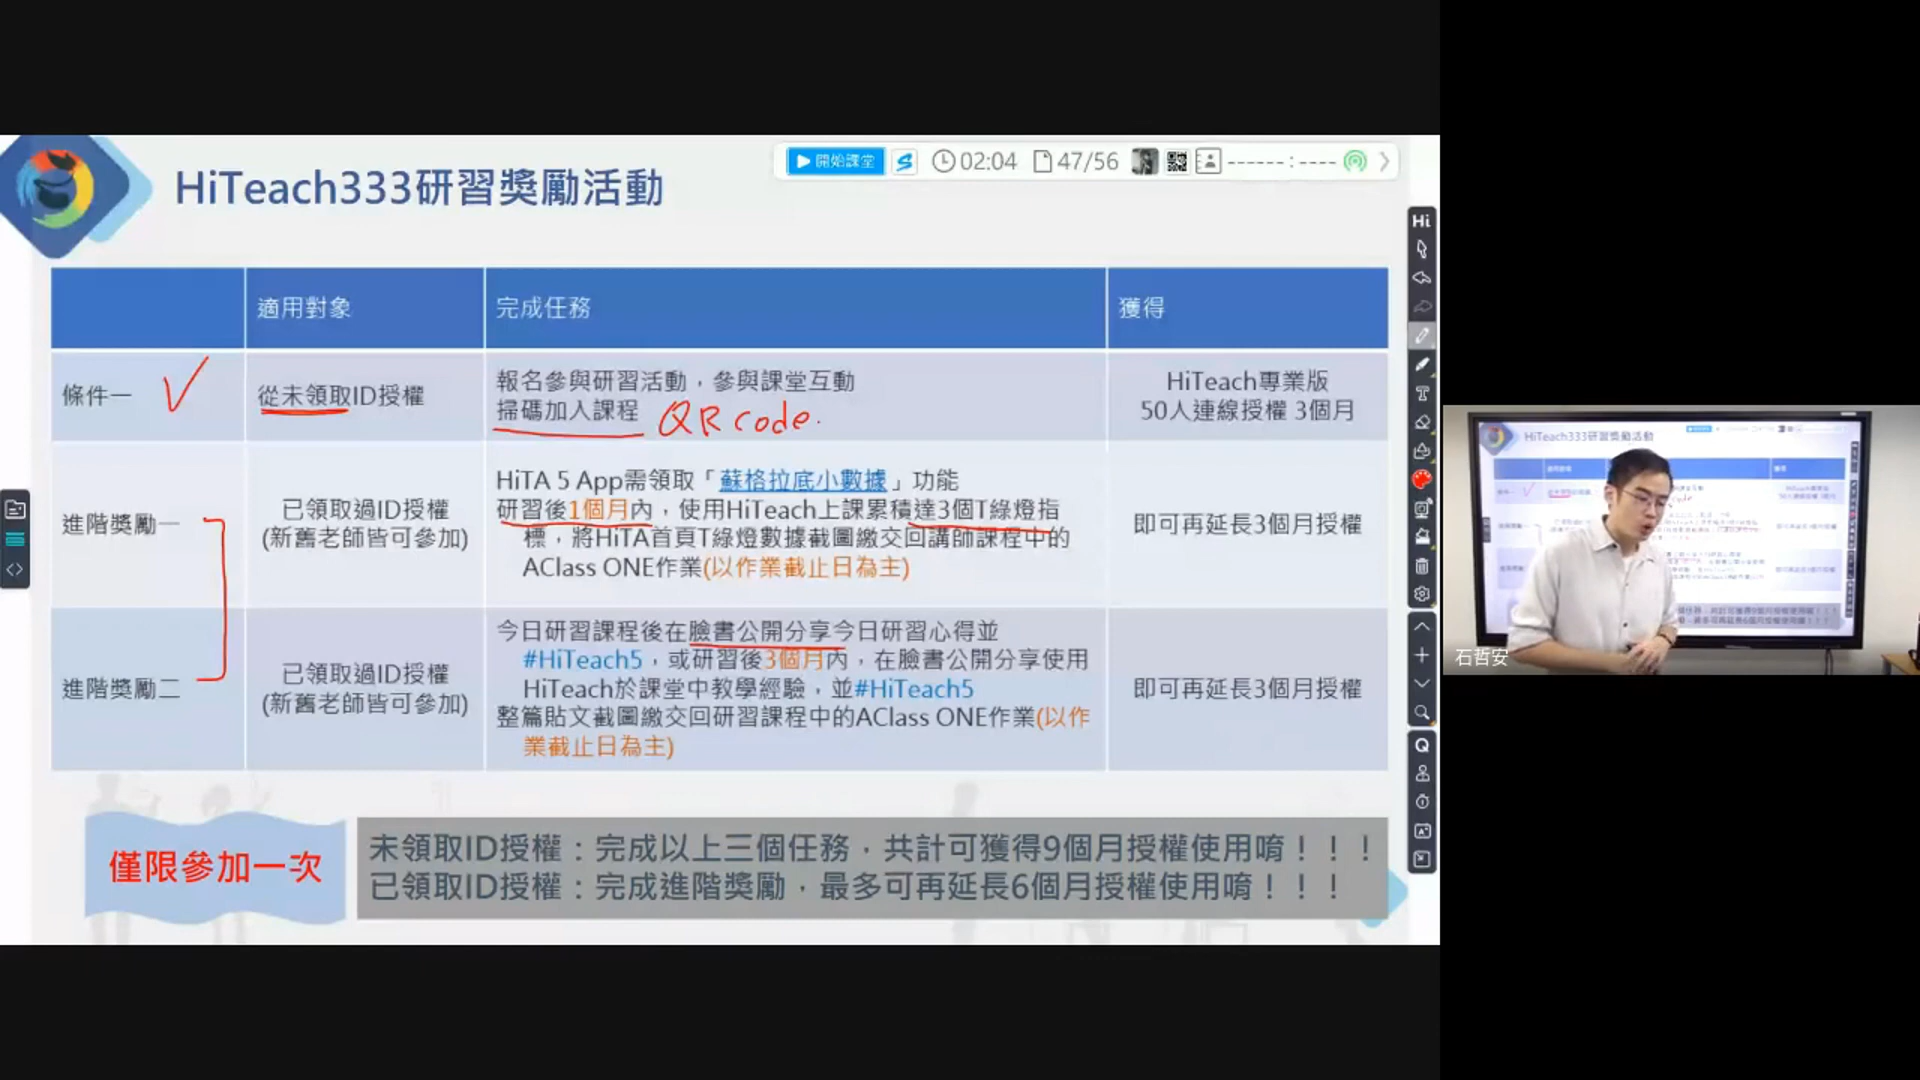 HiTeach333研習獎勵活動
開始課堂
02:04
47/56
------ : ----
Hi
適用對象
完成任務
獲得
條件一
從未領取ID授權
報名參與研習活動，參與課堂互動
掃碼加入課程
QR code.
HiTeach專業版
50人連線授權 3個月
進階獎勵一
已領取過ID授權
(新舊老師皆可參加)
HiTA 5 App需領取「蘇格拉底小數據」功能
研習後1個月內，使用HiTeach上課累積達3個T綠燈指
標，將HiTA首頁T綠燈數據截圖繳交回講師課程中的
AClass ONE作業(以作業截止日為主)
即可再延長3個月授權
進階獎勵二
已領取過ID授權
(新舊老師皆可參加)
今日研習課程後在臉書公開分享今日研習心得並
#HiTeach5，或研習後3個月內，在臉書公開分享使用
HiTeach於課堂中教學經驗，並#HiTeach5
整篇貼文截圖繳交回研習課程中的AClass ONE作業(以作
業截止日為主)
即可再延長3個月授權
僅限參加一次
未領取ID授權：完成以上三個任務，共計可獲得9個月授權使用唷！！！
已領取ID授權：完成進階獎勵，最多可再延長6個月授權使用唷！！！
HiTeach333研習獎勵活動
石哲安